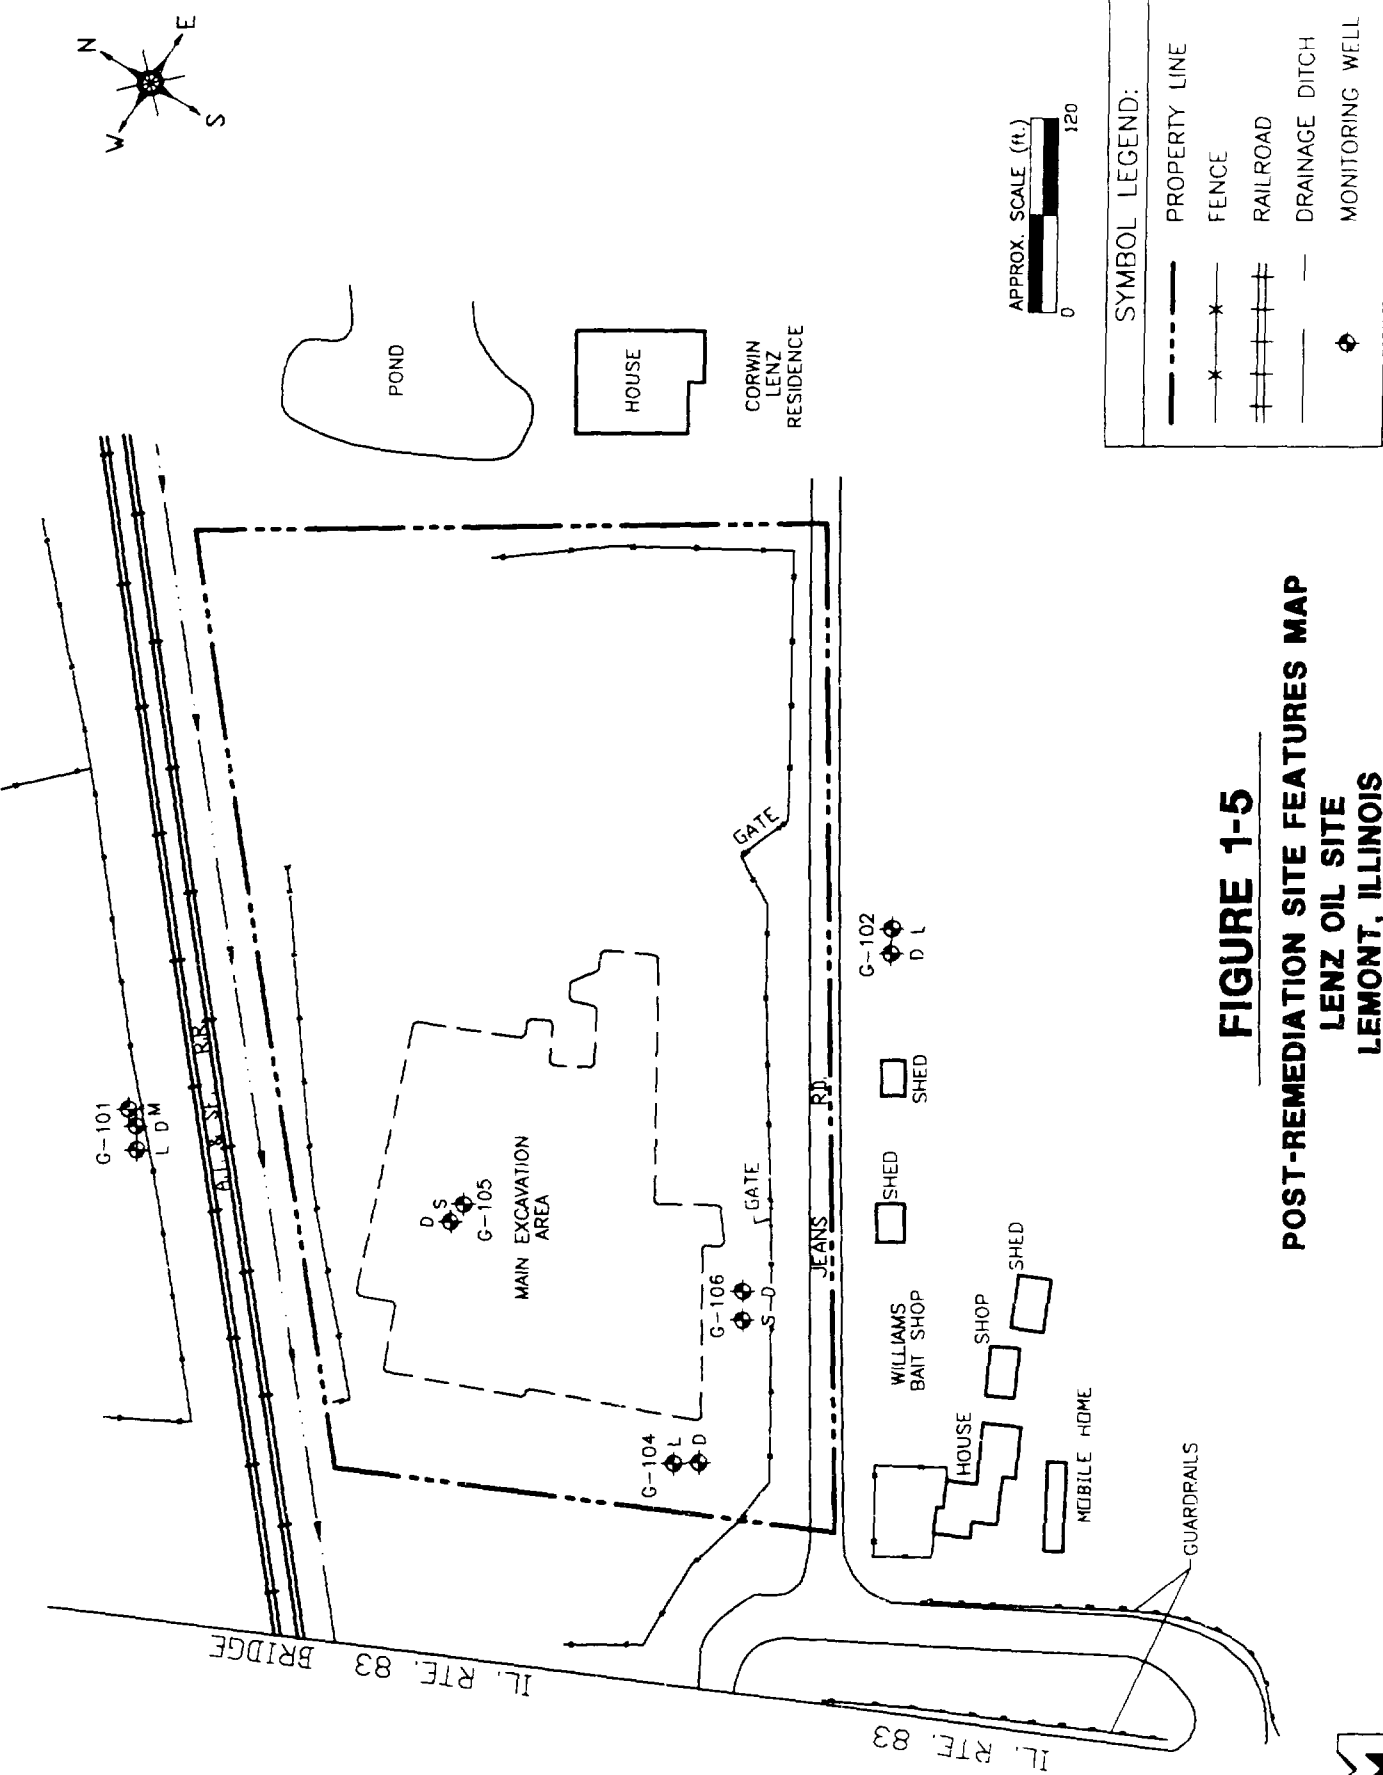 N
E
W
S
APPROX. SCALE (ft.)
0
120
SYMBOL LEGEND:
PROPERTY LINE
FENCE
RAILROAD
DRAINAGE DITCH
MONITORING WELL
POND
HOUSE
CORWIN
LENZ
RESIDENCE
G-101
L D M
A.T. & SF. R.R.
D S
G-105
MAIN EXCAVATION
AREA
GATE
GATE
G-106
S D
G-104
L
D
G-102
D L
JEANS RD.
SHED
SHED
SHED
SHOP
WILLIAMS
BAIT SHOP
HOUSE
MOBILE HOME
GUARDRAILS
IL. RTE. 83 BRIDGE
IL. RTE. 83
FIGURE 1-5
POST-REMEDIATION SITE FEATURES MAP
LENZ OIL SITE
LEMONT, ILLINOIS